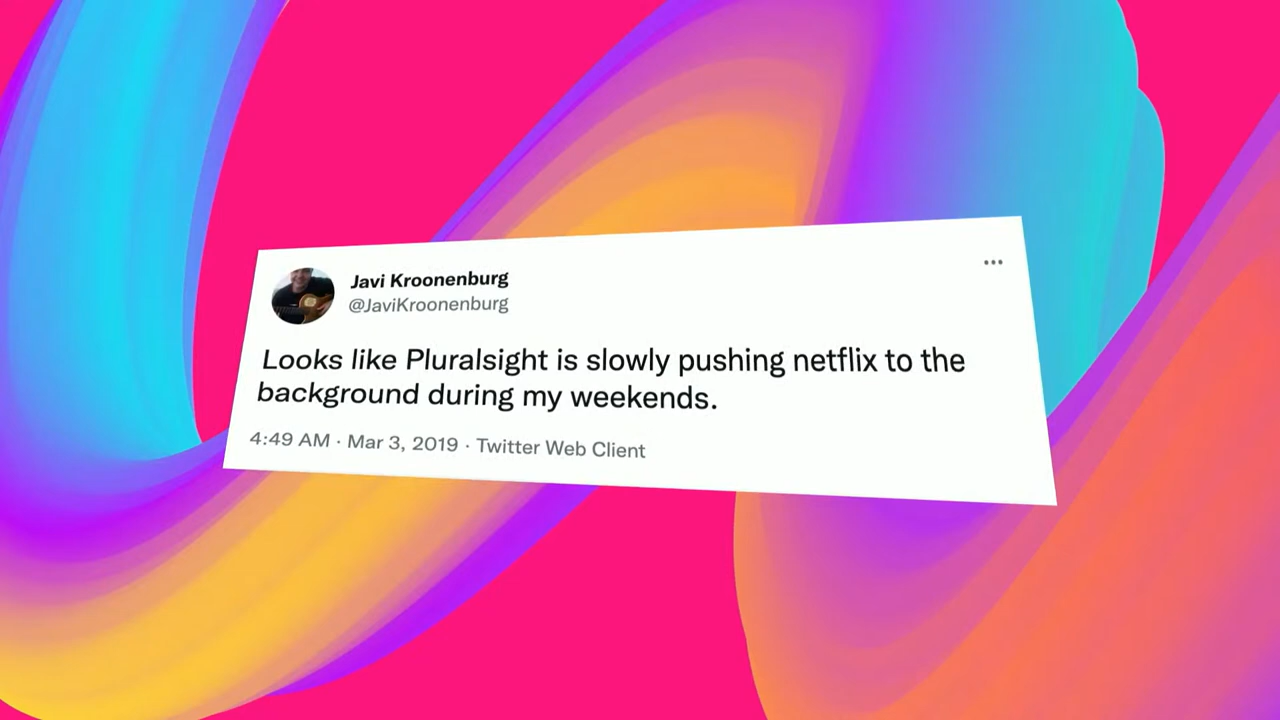 Javi Kroonenburg
@JaviKroonenburg
Looks like Pluralsight is slowly pushing netflix to the
background during my weekends.
4:49 AM · Mar 3, 2019 · Twitter Web Client